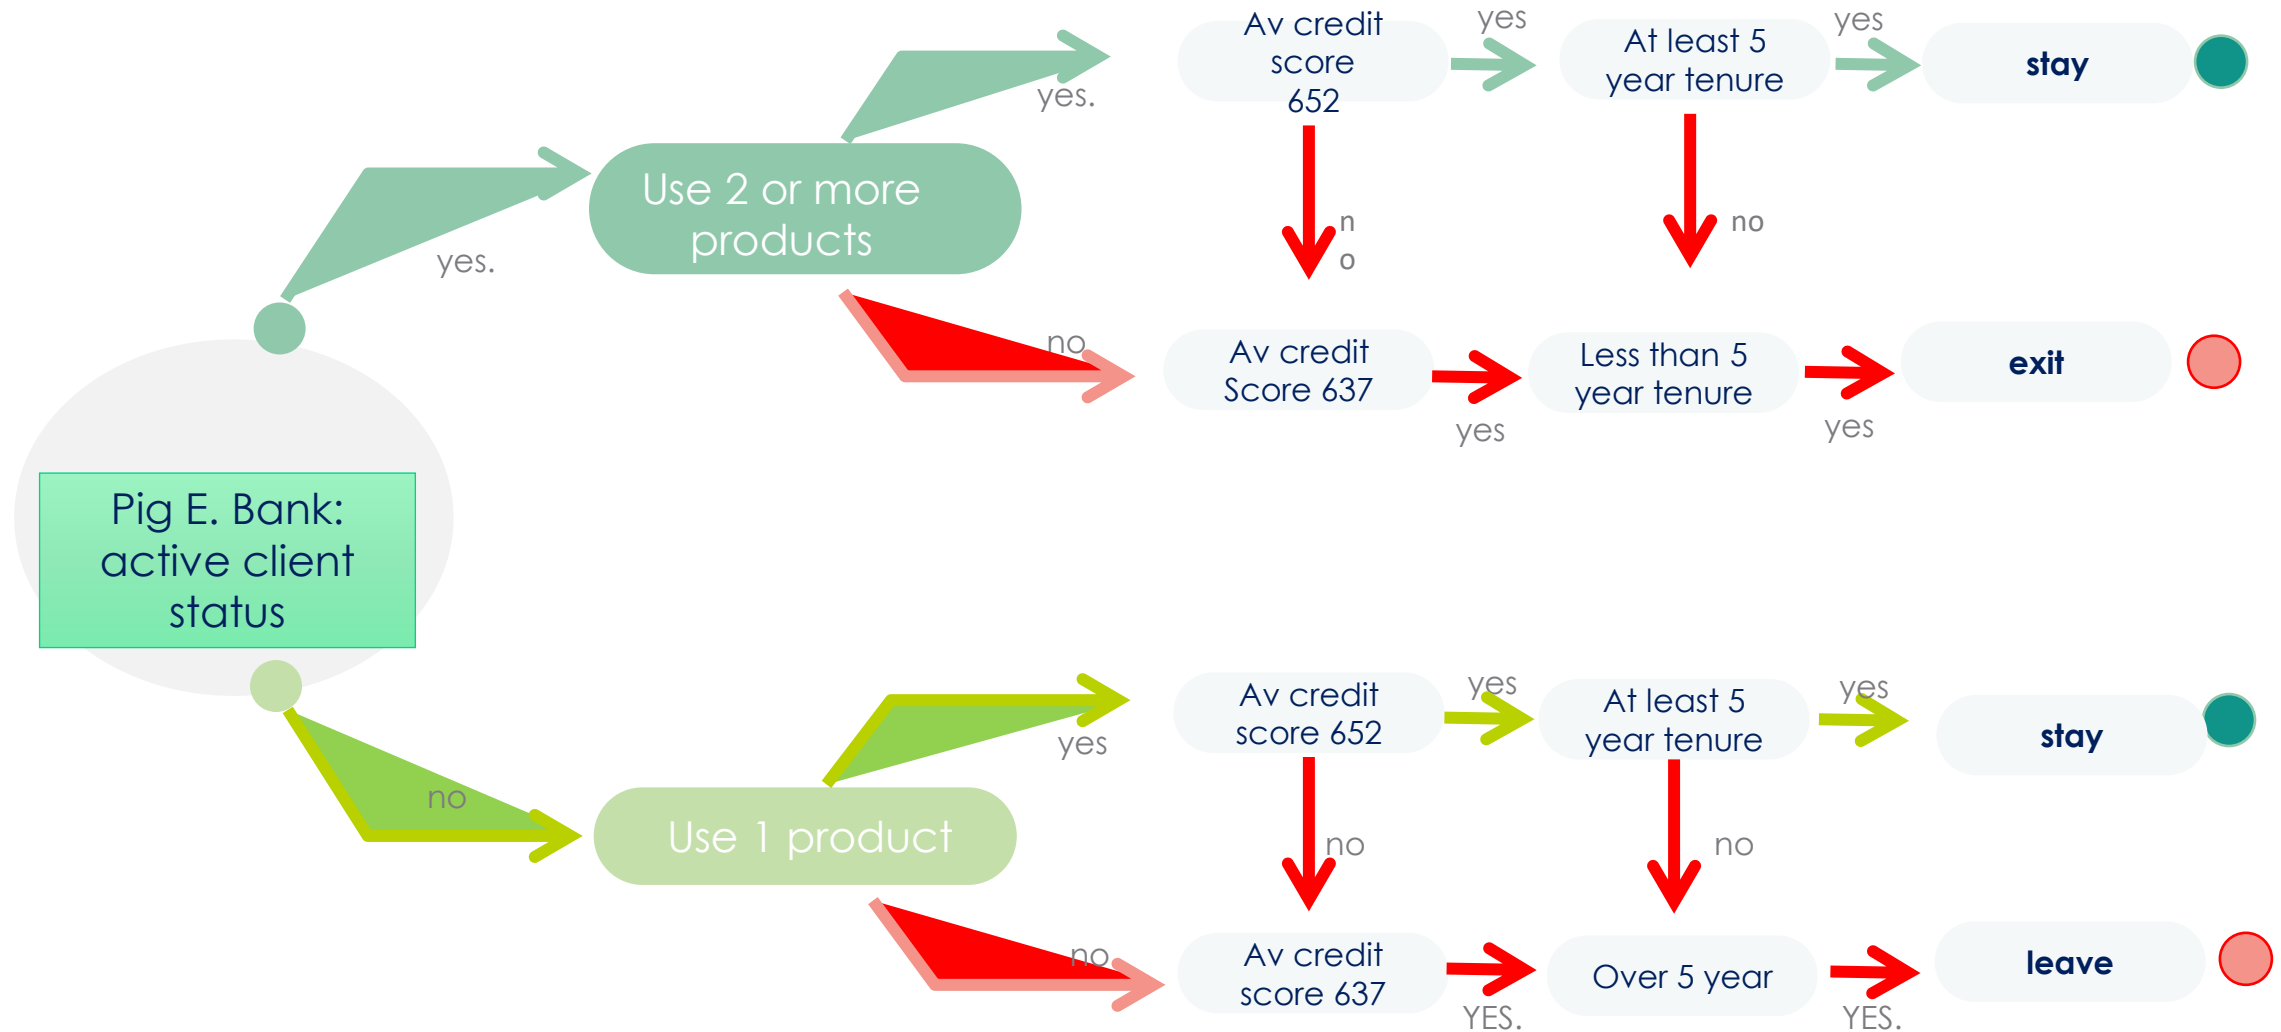 Av credit
score
652
yes
At least 5
year tenure
yes
stay
yes.
Use 2 or more
products
yes.
n
o
no
no
Av credit
Score 637
yes
Less than 5
year tenure
yes
exit
Pig E. Bank:
active client
status
no
Use 1 product
yes
Av credit
score 652
yes
At least 5
year tenure
yes
stay
no
no
no
Av credit
score 637
YES.
Over 5 year
YES.
leave